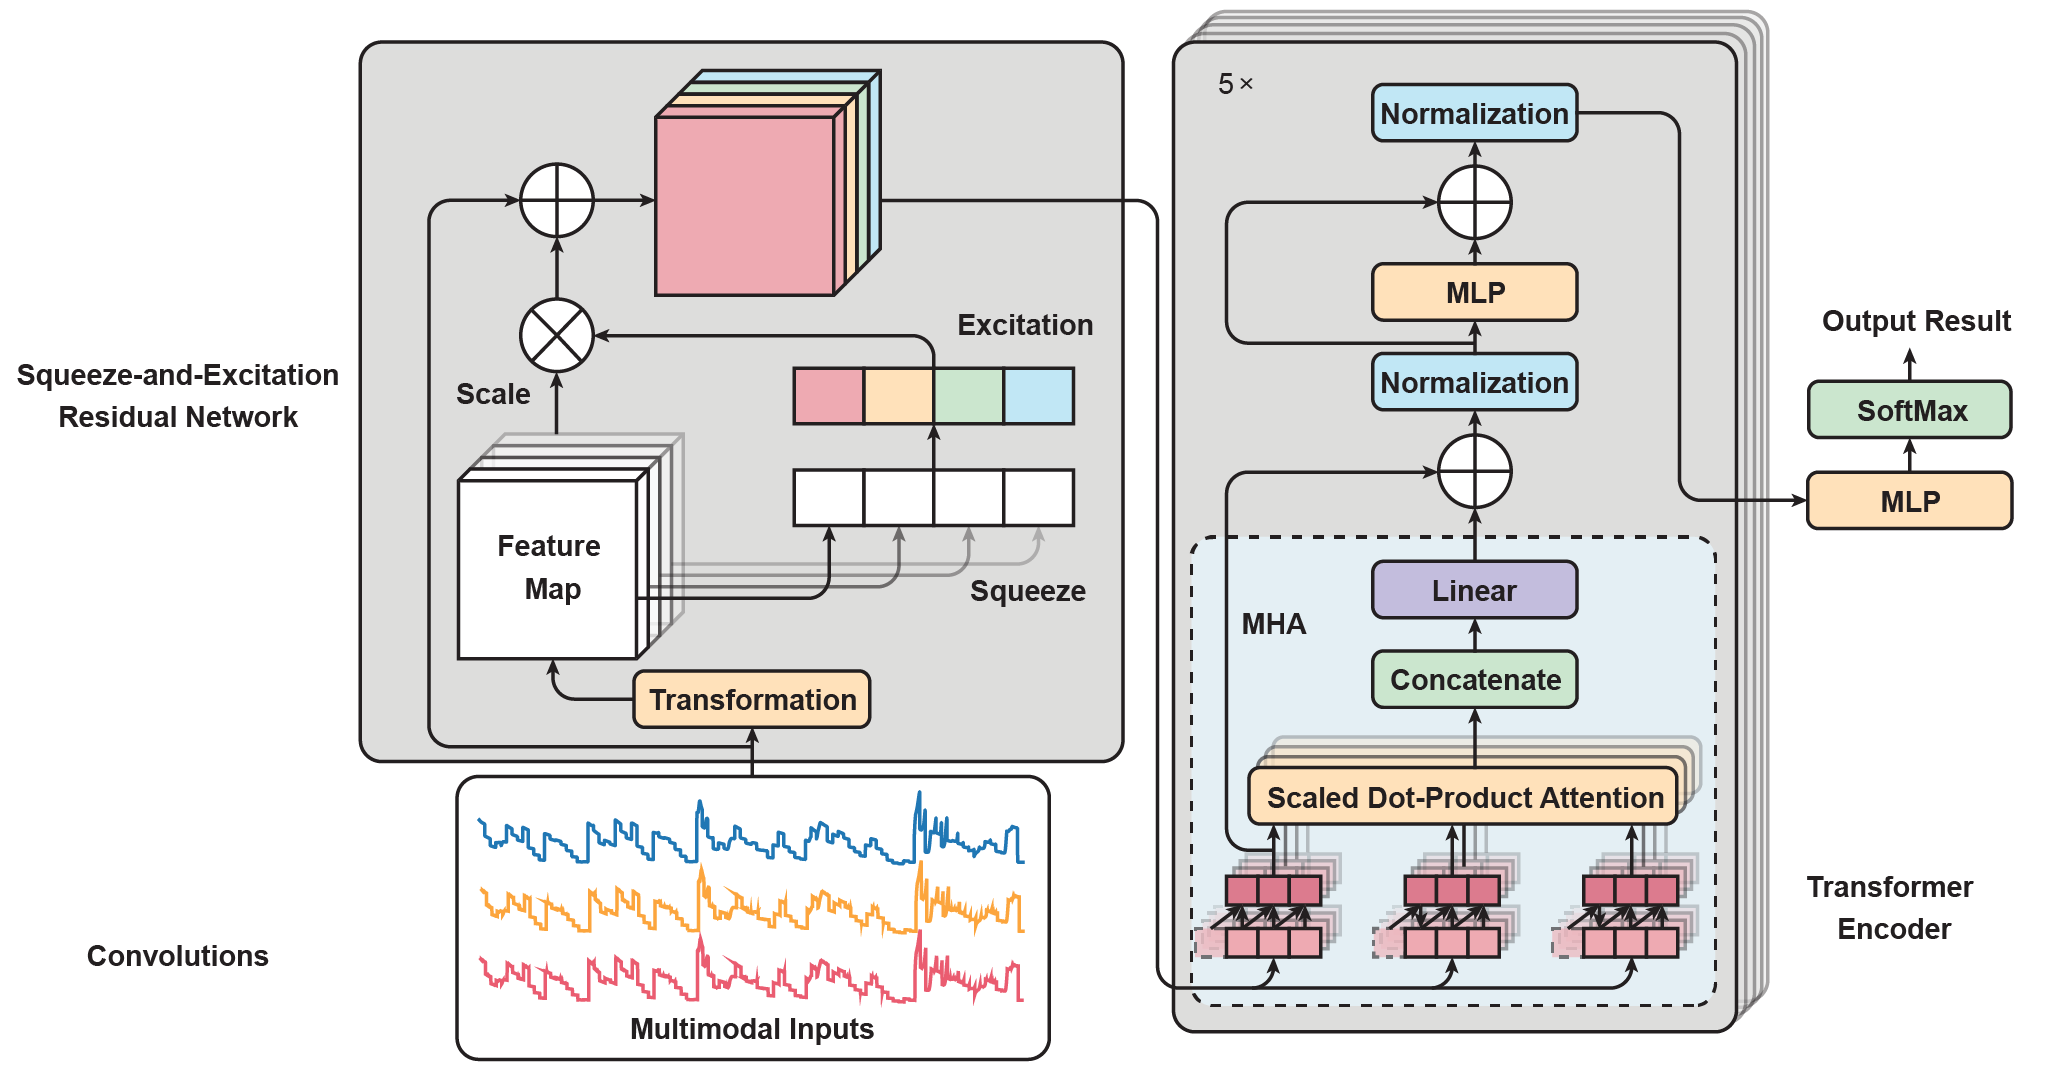 Squeeze-and-Excitation
Residual Network
Scale
Excitation
Feature
Map
Squeeze
Transformation
Convolutions
Multimodal Inputs
5 ×
Normalization
MLP
Normalization
Linear
MHA
Concatenate
Scaled Dot-Product Attention
Output Result
SoftMax
MLP
Transformer
Encoder